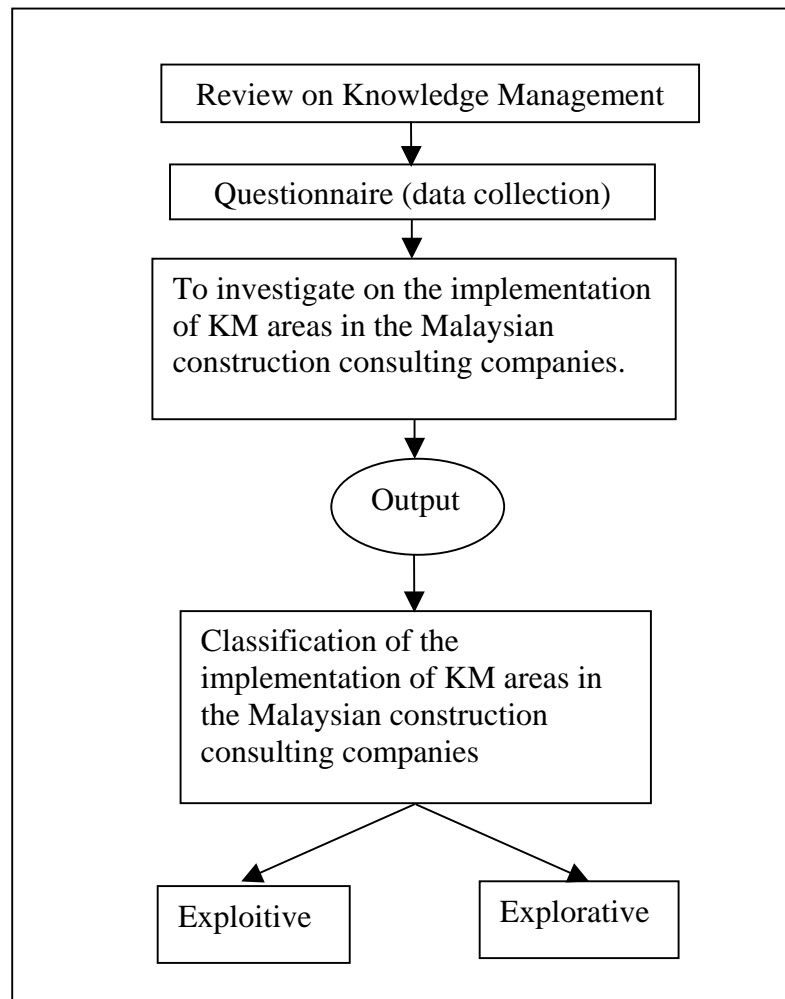 Review on Knowledge Management
Questionnaire (data collection)
To investigate on the implementation
of KM areas in the Malaysian
construction consulting companies.
Output
Classification of the
implementation of KM areas in
the Malaysian construction
consulting companies
Exploitive
Explorative